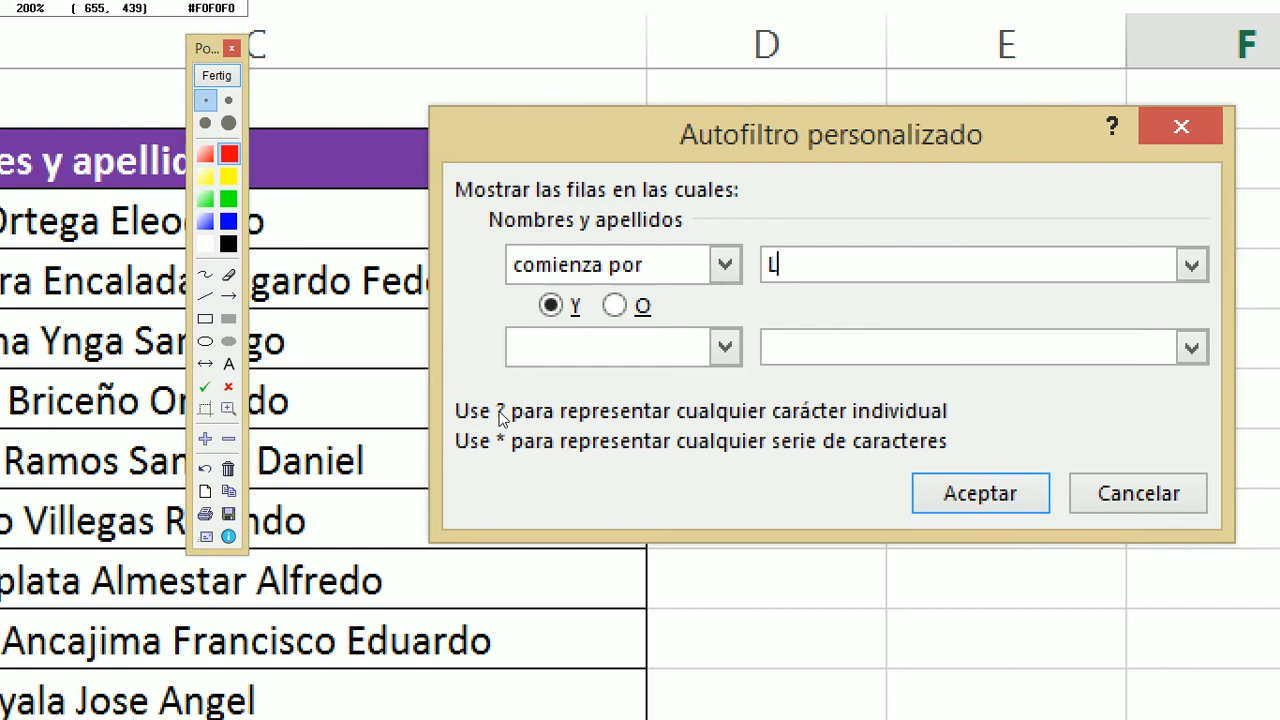 200% ( 655, 439) #F0F0F0
C D E F
Po...
Fertig
A
es y apellid
Ortega Eleo o
ra Encalada gardo Fede
na Ynga San go
Briceño Or do
Ramos San Daniel
o Villegas R ndo
plata Almestar Alfredo
Ancajima Francisco Eduardo
yala Jose Angel
Autofiltro personalizado
?
Mostrar las filas en las cuales:
Nombres y apellidos
comienza por L
Y O
Use ? para representar cualquier carácter individual
Use * para representar cualquier serie de caracteres
Aceptar Cancelar